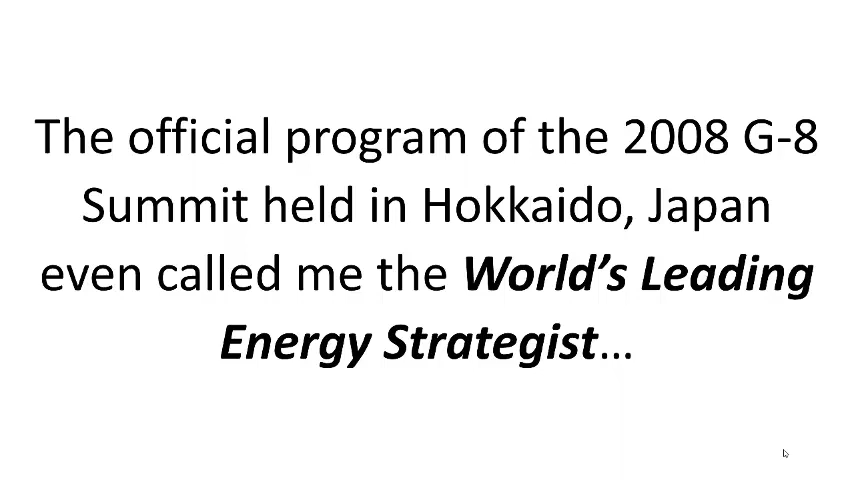 The official program of the 2008 G-8
Summit held in Hokkaido, Japan
even called me the World’s Leading
Energy Strategist…